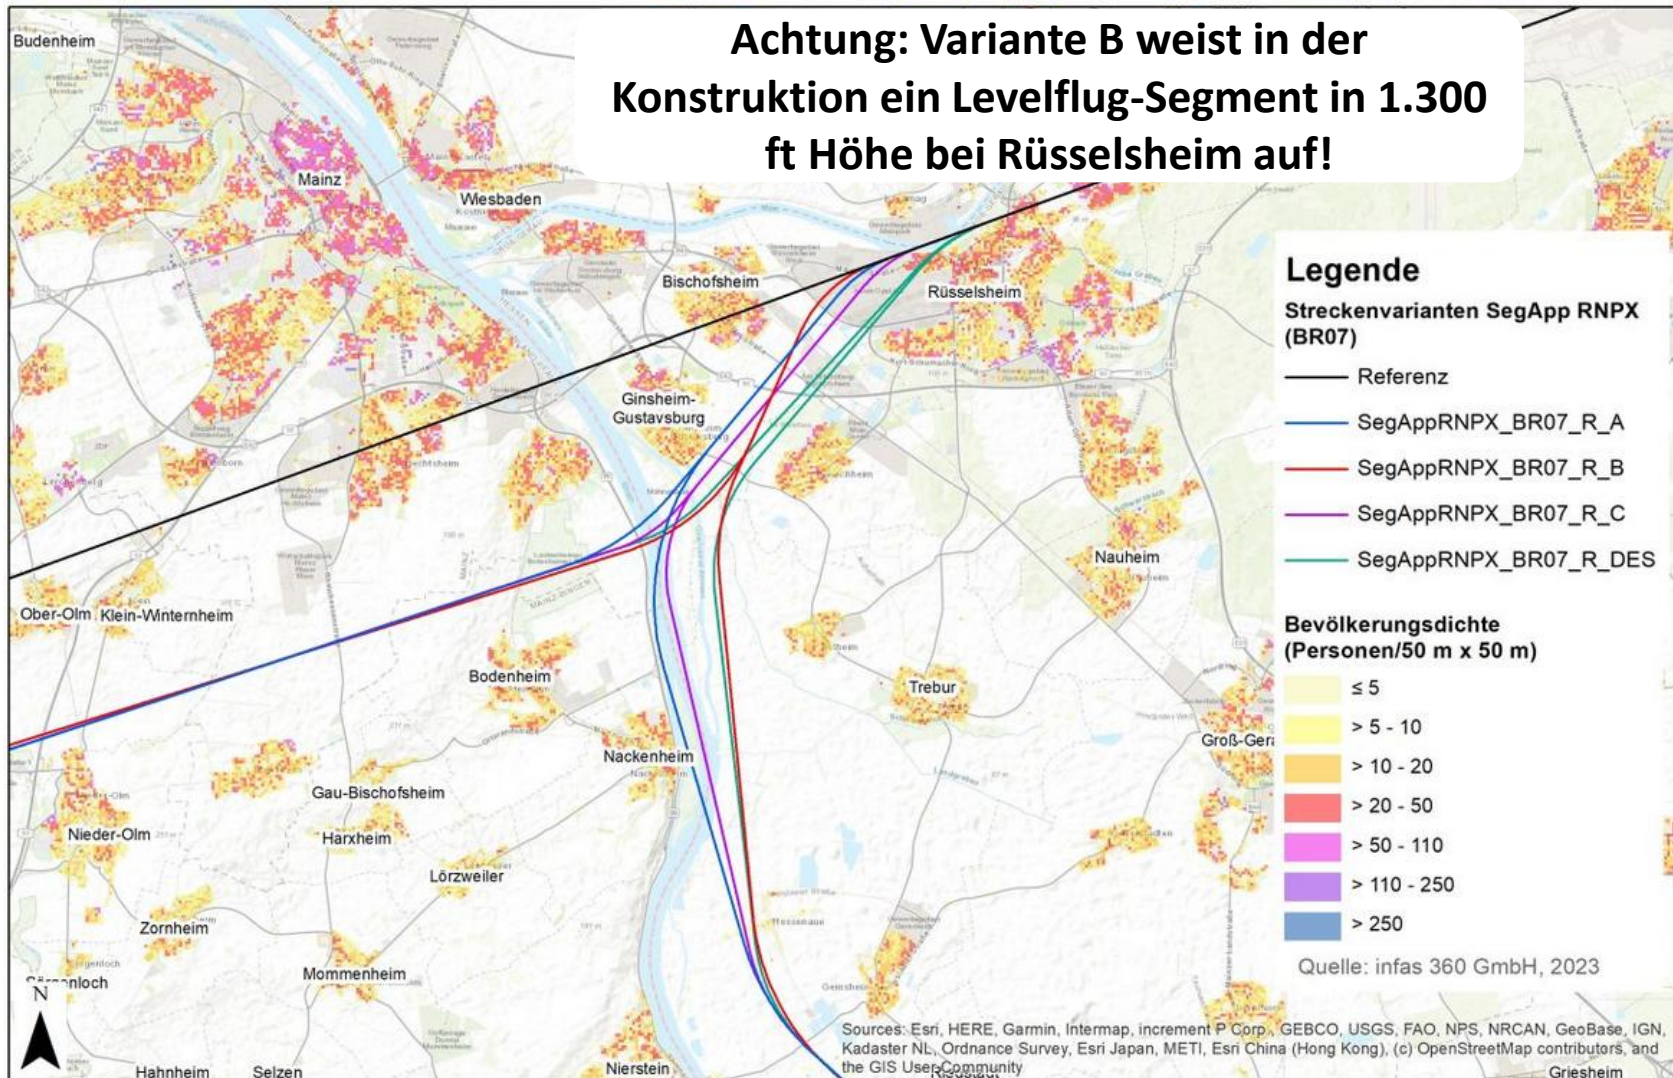 Achtung: Variante B weist in der
Konstruktion ein Levelflug-Segment in 1.300
ft Höhe bei Rüsselsheim auf!
Budenheim
Mainz
Wiesbaden
Bischofsheim
Rüsselsheim
Ginsheim-
Gustavsburg
Nauheim
Ober-Olm
Klein-Winternheim
Bodenheim
Trebur
Nackenheim
Groß-Gera
Gau-Bischofsheim
Nieder-Olm
Harxheim
Lörzweiler
Zornheim
Hessenaue
Mommenheim
Nierstein
Hahnheim
Selzen
Griesheim
N
Legende
Streckenvarianten SegApp RNPX
(BR07)
Referenz
SegAppRNPX_BR07_R_A
SegAppRNPX_BR07_R_B
SegAppRNPX_BR07_R_C
SegAppRNPX_BR07_R_DES
Bevölkerungsdichte
(Personen/50 m x 50 m)
≤ 5
> 5 - 10
> 10 - 20
> 20 - 50
> 50 - 110
> 110 - 250
> 250
Quelle: infas 360 GmbH, 2023
Sources: Esri, HERE, Garmin, Intermap, increment P Corp., GEBCO, USGS, FAO, NPS, NRCAN, GeoBase, IGN,
Kadaster NL, Ordnance Survey, Esri Japan, METI, Esri China (Hong Kong), (c) OpenStreetMap contributors, and
the GIS User Community